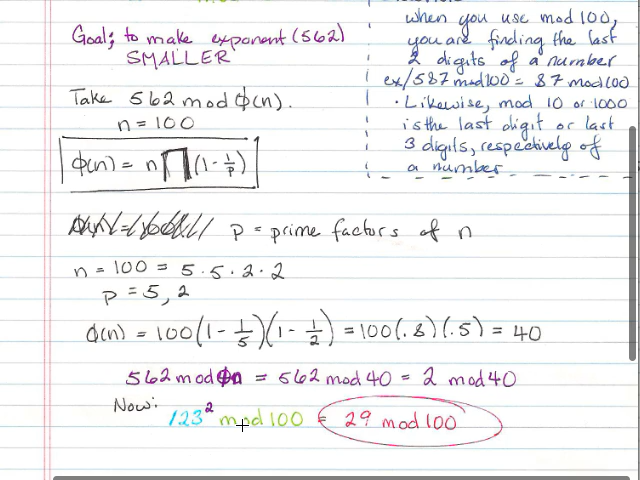 Goal; to make exponent (562)
SMALLER
when you use mod 100,
you are finding the last
2 digits of a number
ex/ 587 mod 100 = 87 mod 100
· Likewise, mod 10 or 1000
is the last digit or last
3 digits, respectively of
a number
Take 562 mod Φ(n).
n = 100
Φ(n) = n ∏ (1 - 1/p)
p = prime factors of n
n = 100 = 5 · 5 · 2 · 2
p = 5, 2
Φ(n) = 100 (1 - 1/5)(1 - 1/2) = 100(.8)(.5) = 40
562 mod Φn = 562 mod 40 = 2 mod 40
Now:
123² mod 100 = 29 mod 100